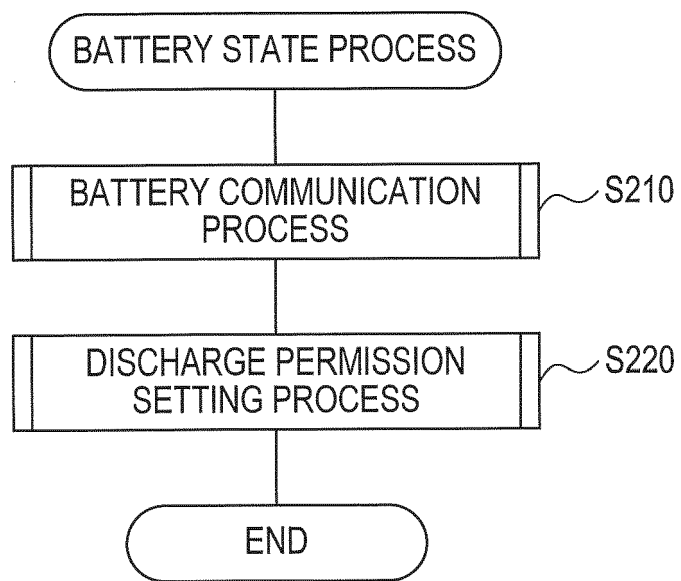 BATTERY STATE PROCESS
BATTERY COMMUNICATION
PROCESS
S210
DISCHARGE PERMISSION
SETTING PROCESS
S220
END